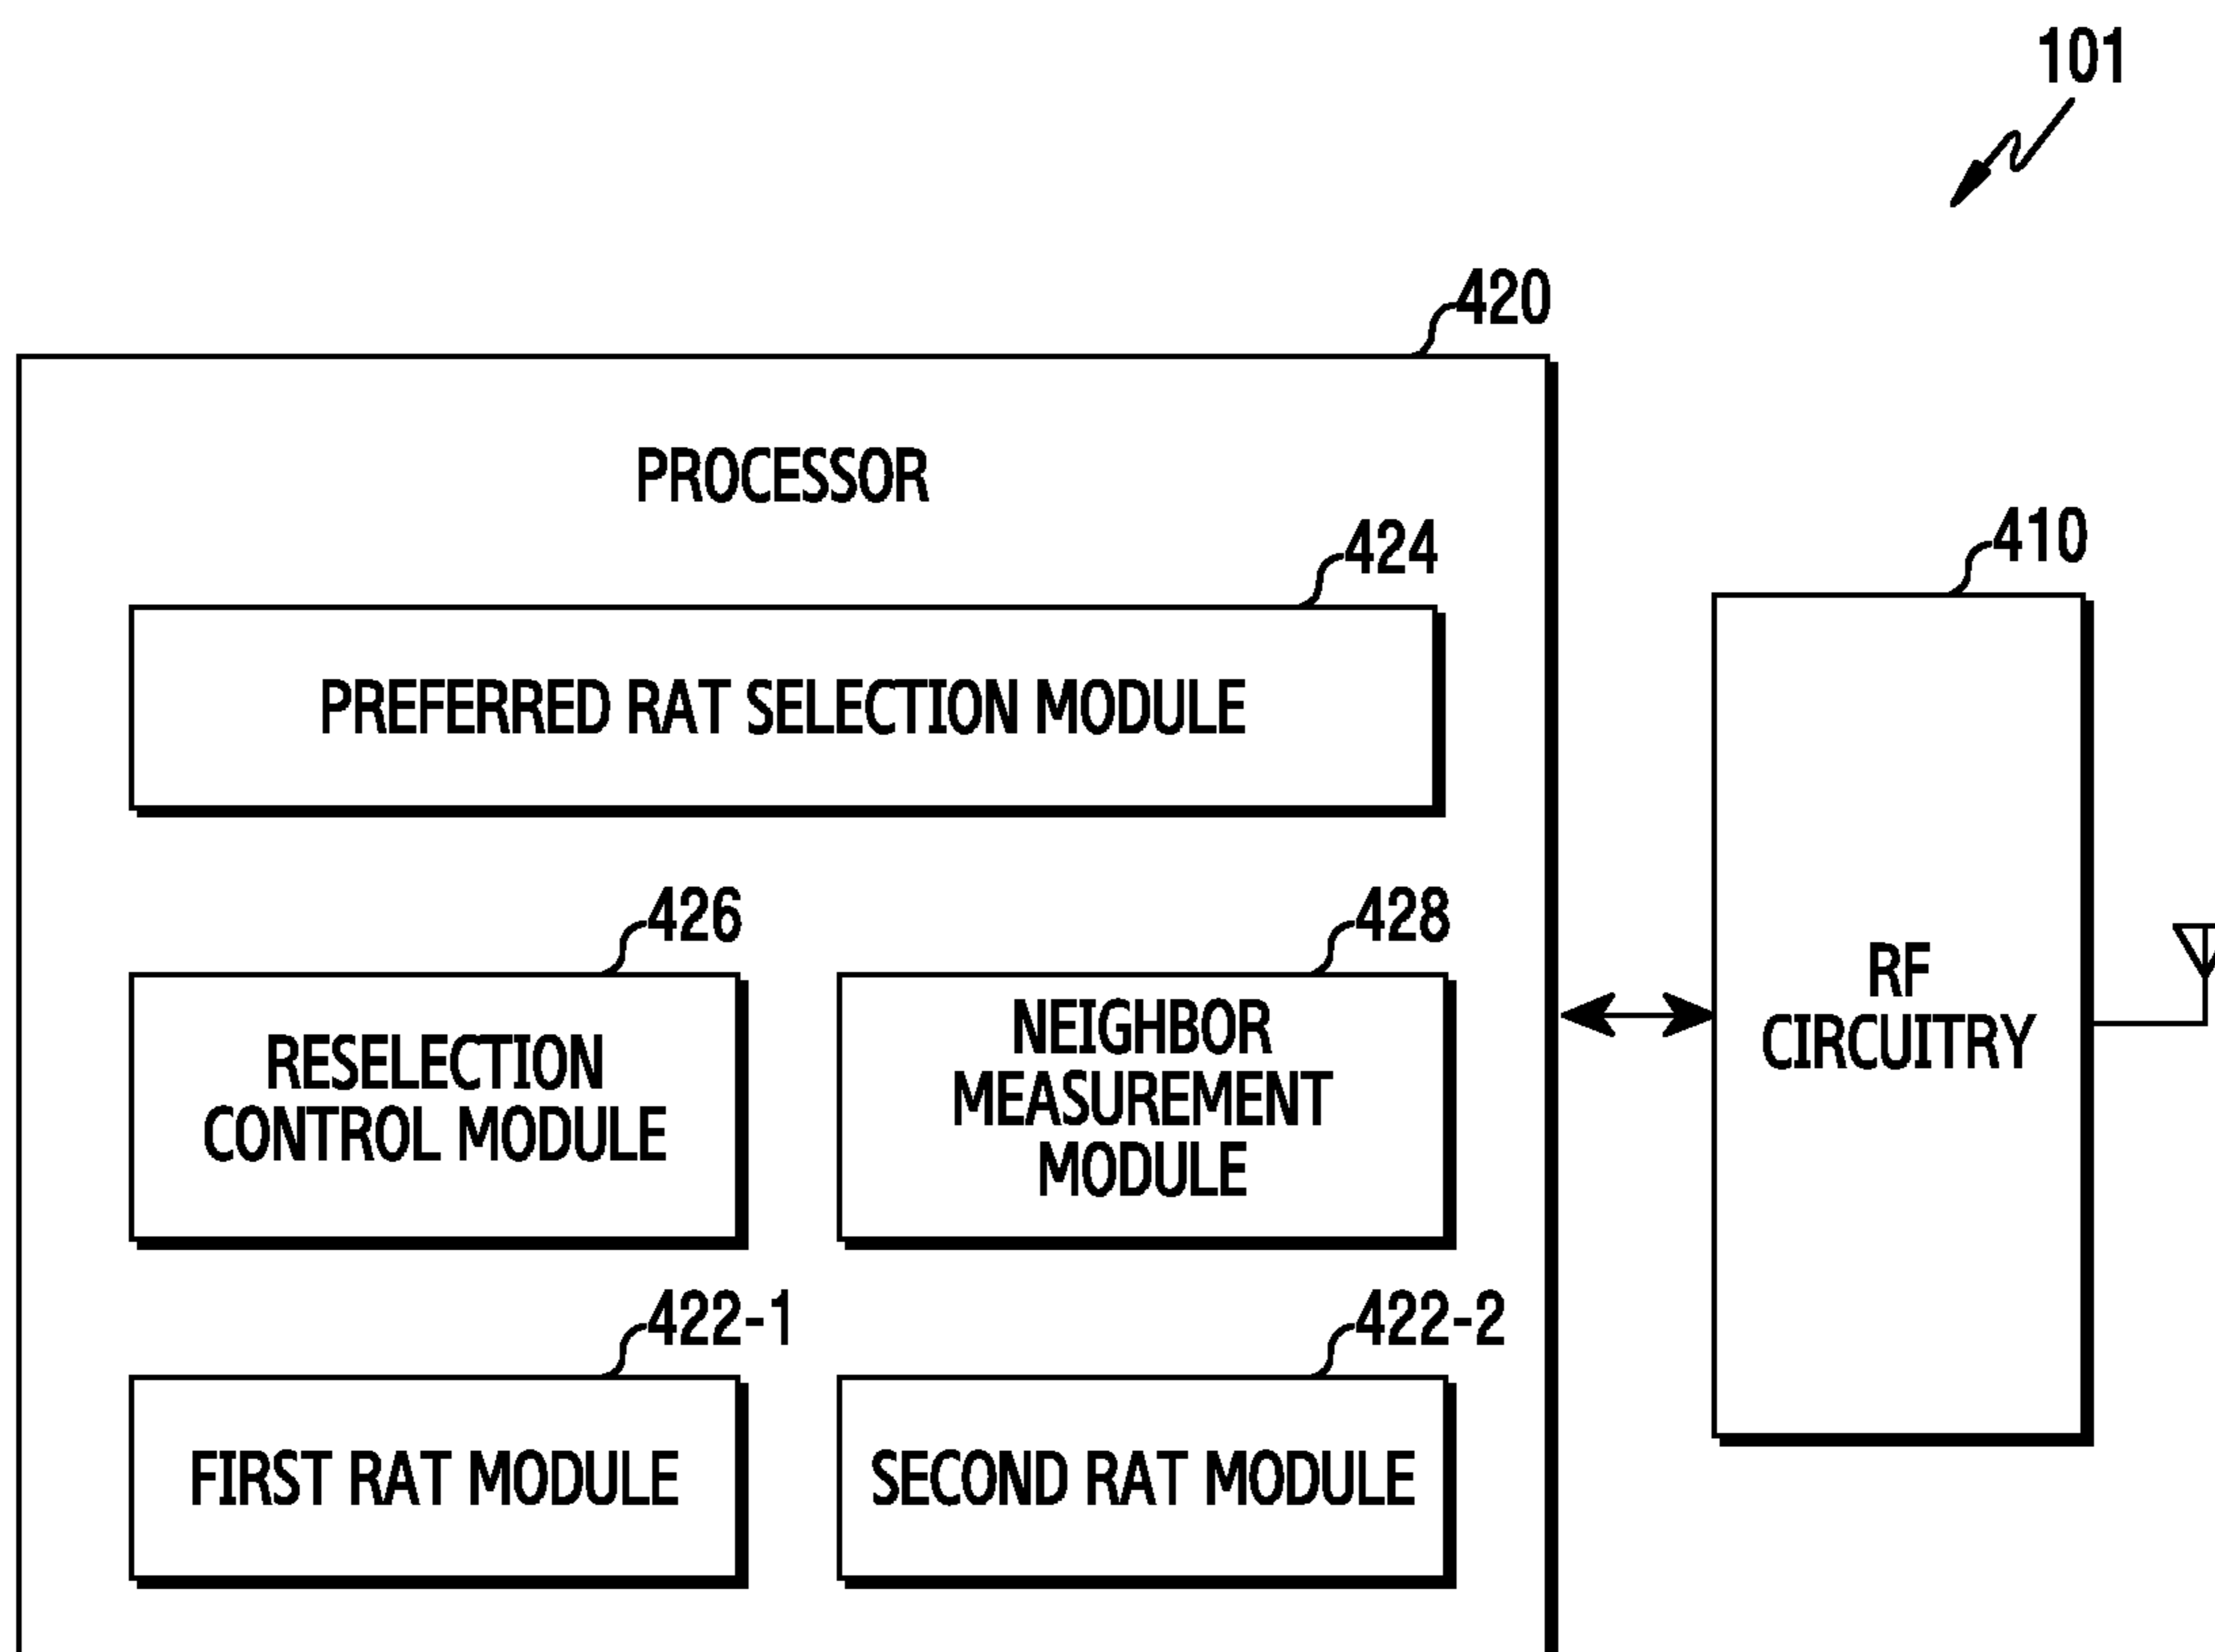 101
420
PROCESSOR
424
PREFERRED RAT SELECTION MODULE
410
RF
CIRCUITRY
426
RESELECTION
CONTROL MODULE
428
NEIGHBOR
MEASUREMENT
MODULE
422-1
FIRST RAT MODULE
422-2
SECOND RAT MODULE